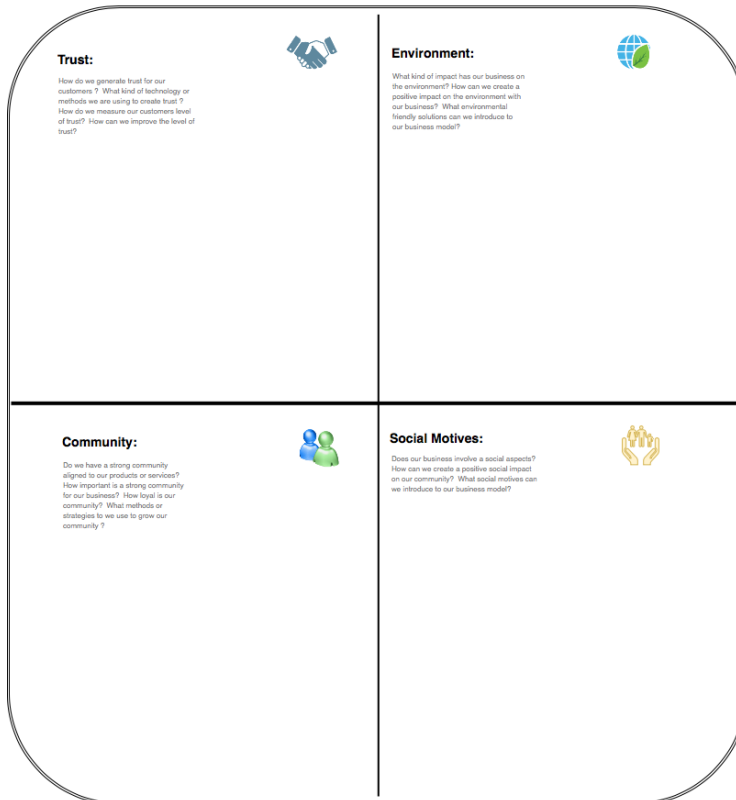 Trust:
How do we generate trust for our
customers ? What kind of technology or
methods we are using to create trust ?
How do we measure our customers level
of trust? How can we improve the level of
trust?
Environment:
What kind of impact has our business on
the environment? How can we create a
positive impact on the environment with
our business? What environmental
friendly solutions can we introduce to
our business model?
Community:
Do we have a strong community
aligned to our products or services?
How important is a strong community
for our business? How loyal is our
community? What methods or
strategies to we use to grow our
community ?
Social Motives:
Does our business involve a social aspects?
How can we create a positive social impact
on our community? What social motives can
we introduce to our business model?